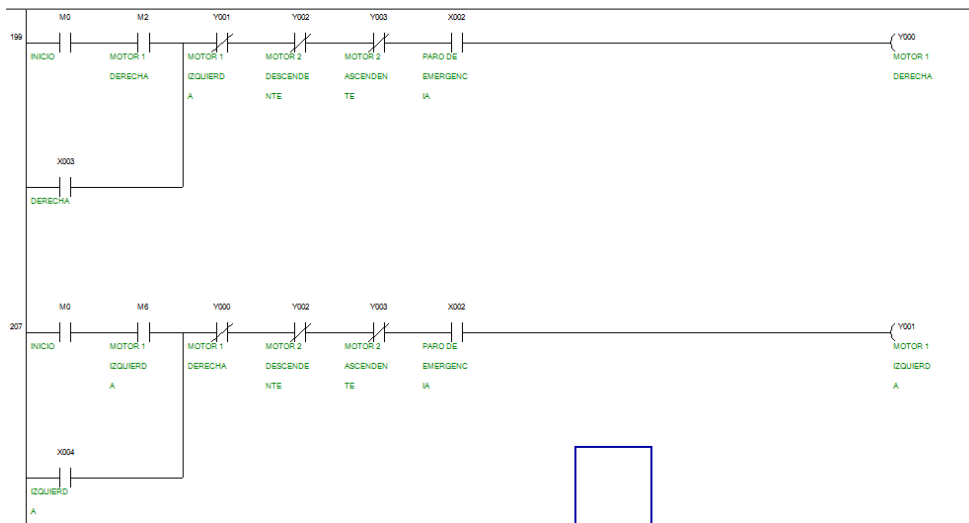 M0 M2 Y001 Y002 Y003 X002
199 Y000
INICIO MOTOR 1 MOTOR 1 MOTOR 2 MOTOR 2 PARO DE MOTOR 1
DERECHA IZQUIERD DESCENDE ASCENDEN EMERGENC DERECHA
A NTE TE IA
X003
DERECHA
M0 M6 Y000 Y002 Y003 X002
207 Y001
INICIO MOTOR 1 MOTOR 1 MOTOR 2 MOTOR 2 PARO DE MOTOR 1
IZQUIERD DERECHA DESCENDE ASCENDEN EMERGENC IZQUIERD
A NTE TE IA A
X004
IZQUIERD
A